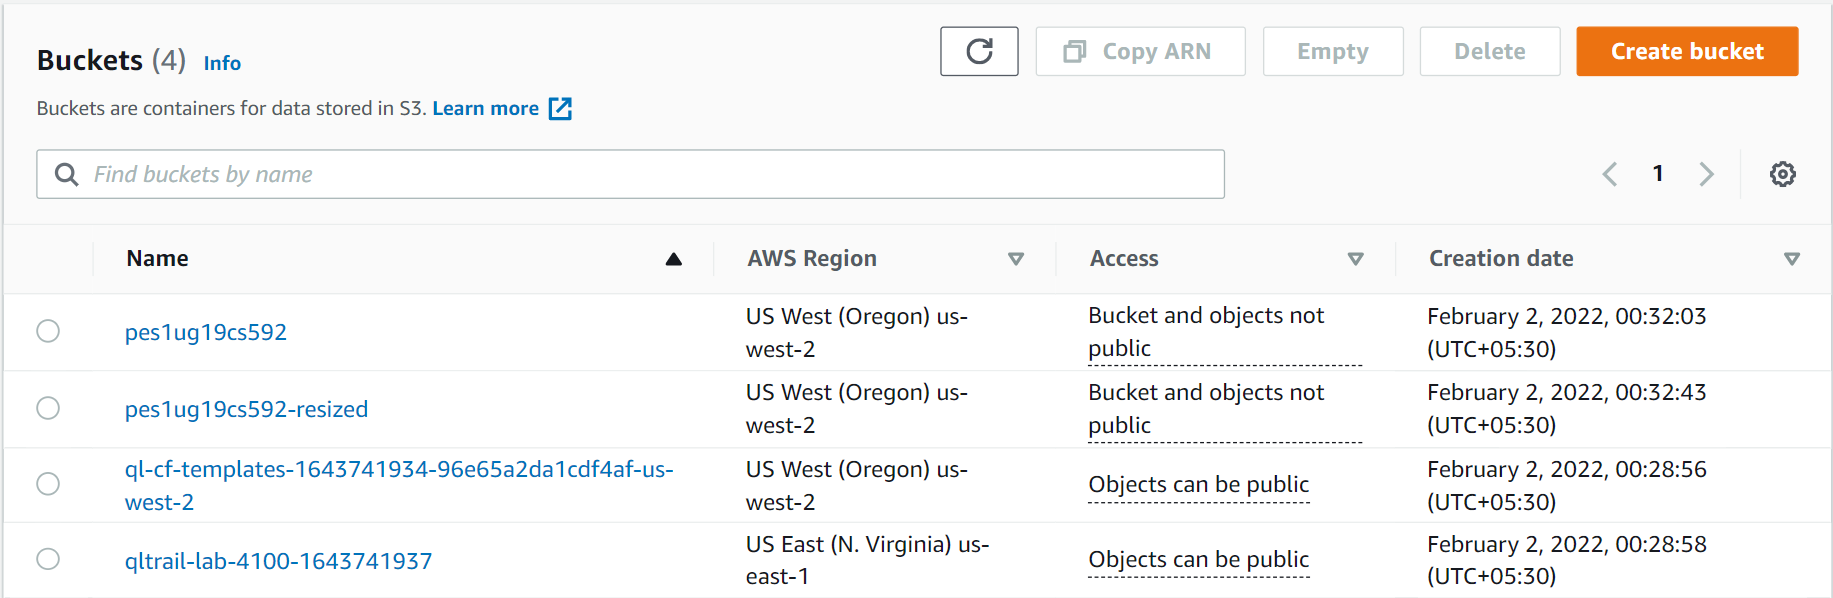 Buckets (4) Info
Copy ARN
Empty
Delete
Create bucket
Buckets are containers for data stored in S3. Learn more
Find buckets by name
1
Name AWS Region Access Creation date
pes1ug19cs592
US West (Oregon) us-
west-2
Bucket and objects not
public
February 2, 2022, 00:32:03
(UTC+05:30)
pes1ug19cs592-resized
US West (Oregon) us-
west-2
Bucket and objects not
public
February 2, 2022, 00:32:43
(UTC+05:30)
ql-cf-templates-1643741934-96e65a2da1cdf4af-us-
west-2
US West (Oregon) us-
west-2
Objects can be public
February 2, 2022, 00:28:56
(UTC+05:30)
qltrail-lab-4100-1643741937
US East (N. Virginia) us-
east-1
Objects can be public
February 2, 2022, 00:28:58
(UTC+05:30)